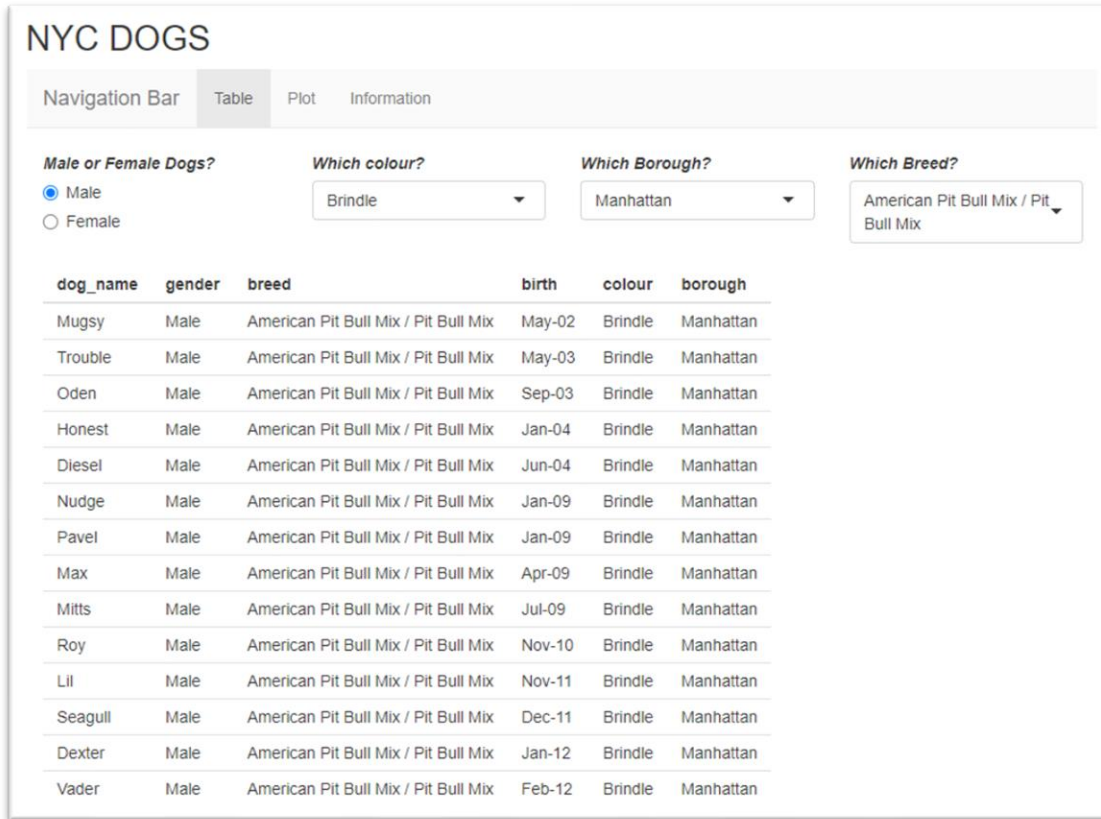 NYC DOGS
Navigation Bar Table Plot Information
Male or Female Dogs? Which colour? Which Borough? Which Breed?
Male Brindle Manhattan American Pit Bull Mix / Pit
Female Bull Mix
dog_name gender breed birth colour borough
Mugsy Male American Pit Bull Mix / Pit Bull Mix May-02 Brindle Manhattan
Trouble Male American Pit Bull Mix / Pit Bull Mix May-03 Brindle Manhattan
Oden Male American Pit Bull Mix / Pit Bull Mix Sep-03 Brindle Manhattan
Honest Male American Pit Bull Mix / Pit Bull Mix Jan-04 Brindle Manhattan
Diesel Male American Pit Bull Mix / Pit Bull Mix Jun-04 Brindle Manhattan
Nudge Male American Pit Bull Mix / Pit Bull Mix Jan-09 Brindle Manhattan
Pavel Male American Pit Bull Mix / Pit Bull Mix Jan-09 Brindle Manhattan
Max Male American Pit Bull Mix / Pit Bull Mix Apr-09 Brindle Manhattan
Mitts Male American Pit Bull Mix / Pit Bull Mix Jul-09 Brindle Manhattan
Roy Male American Pit Bull Mix / Pit Bull Mix Nov-10 Brindle Manhattan
Lil Male American Pit Bull Mix / Pit Bull Mix Nov-11 Brindle Manhattan
Seagull Male American Pit Bull Mix / Pit Bull Mix Dec-11 Brindle Manhattan
Dexter Male American Pit Bull Mix / Pit Bull Mix Jan-12 Brindle Manhattan
Vader Male American Pit Bull Mix / Pit Bull Mix Feb-12 Brindle Manhattan